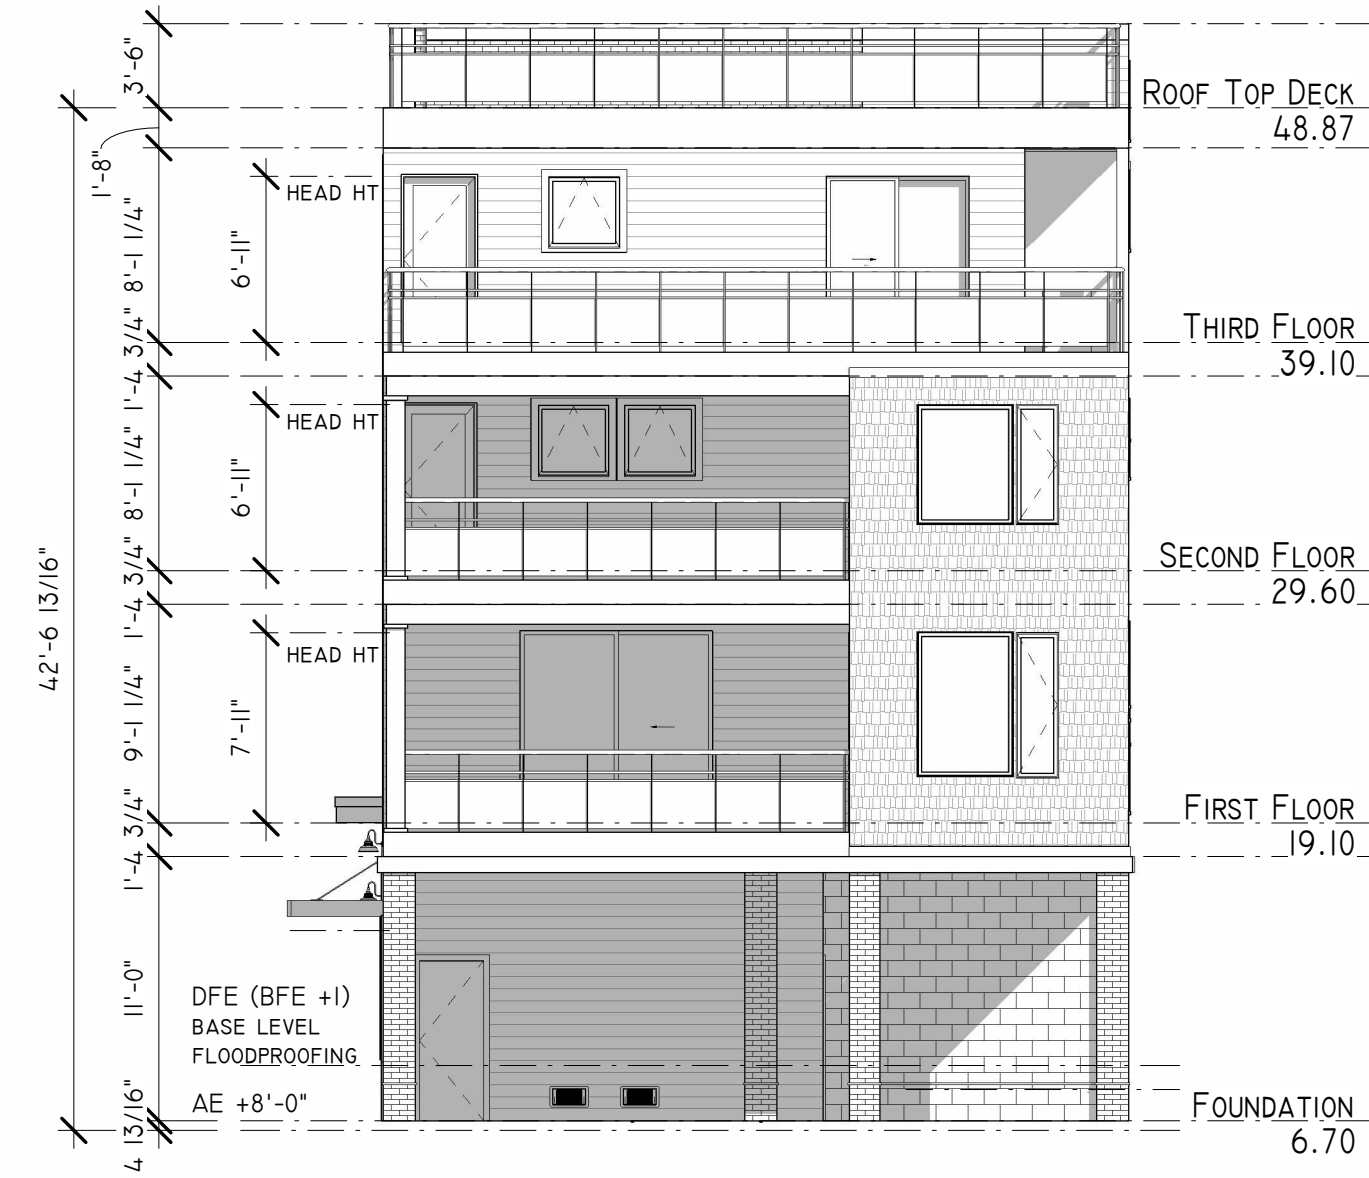 3'-6"
ROOF TOP DECK
48.87
1'-8"
HEAD HT
8'-1 1/4"
6'-11"
THIRD FLOOR
39.10
1'-4 3/4"
HEAD HT
8'-1 1/4"
6'-11"
SECOND FLOOR
29.60
1'-4 3/4"
42'-6 13/16"
HEAD HT
9'-1 1/4"
7'-11"
FIRST FLOOR
19.10
1'-4 3/4"
11'-0"
DFE (BFE +1)
BASE LEVEL
FLOODPROOFING
AE +8'-0"
FOUNDATION
6.70
4 13/16"